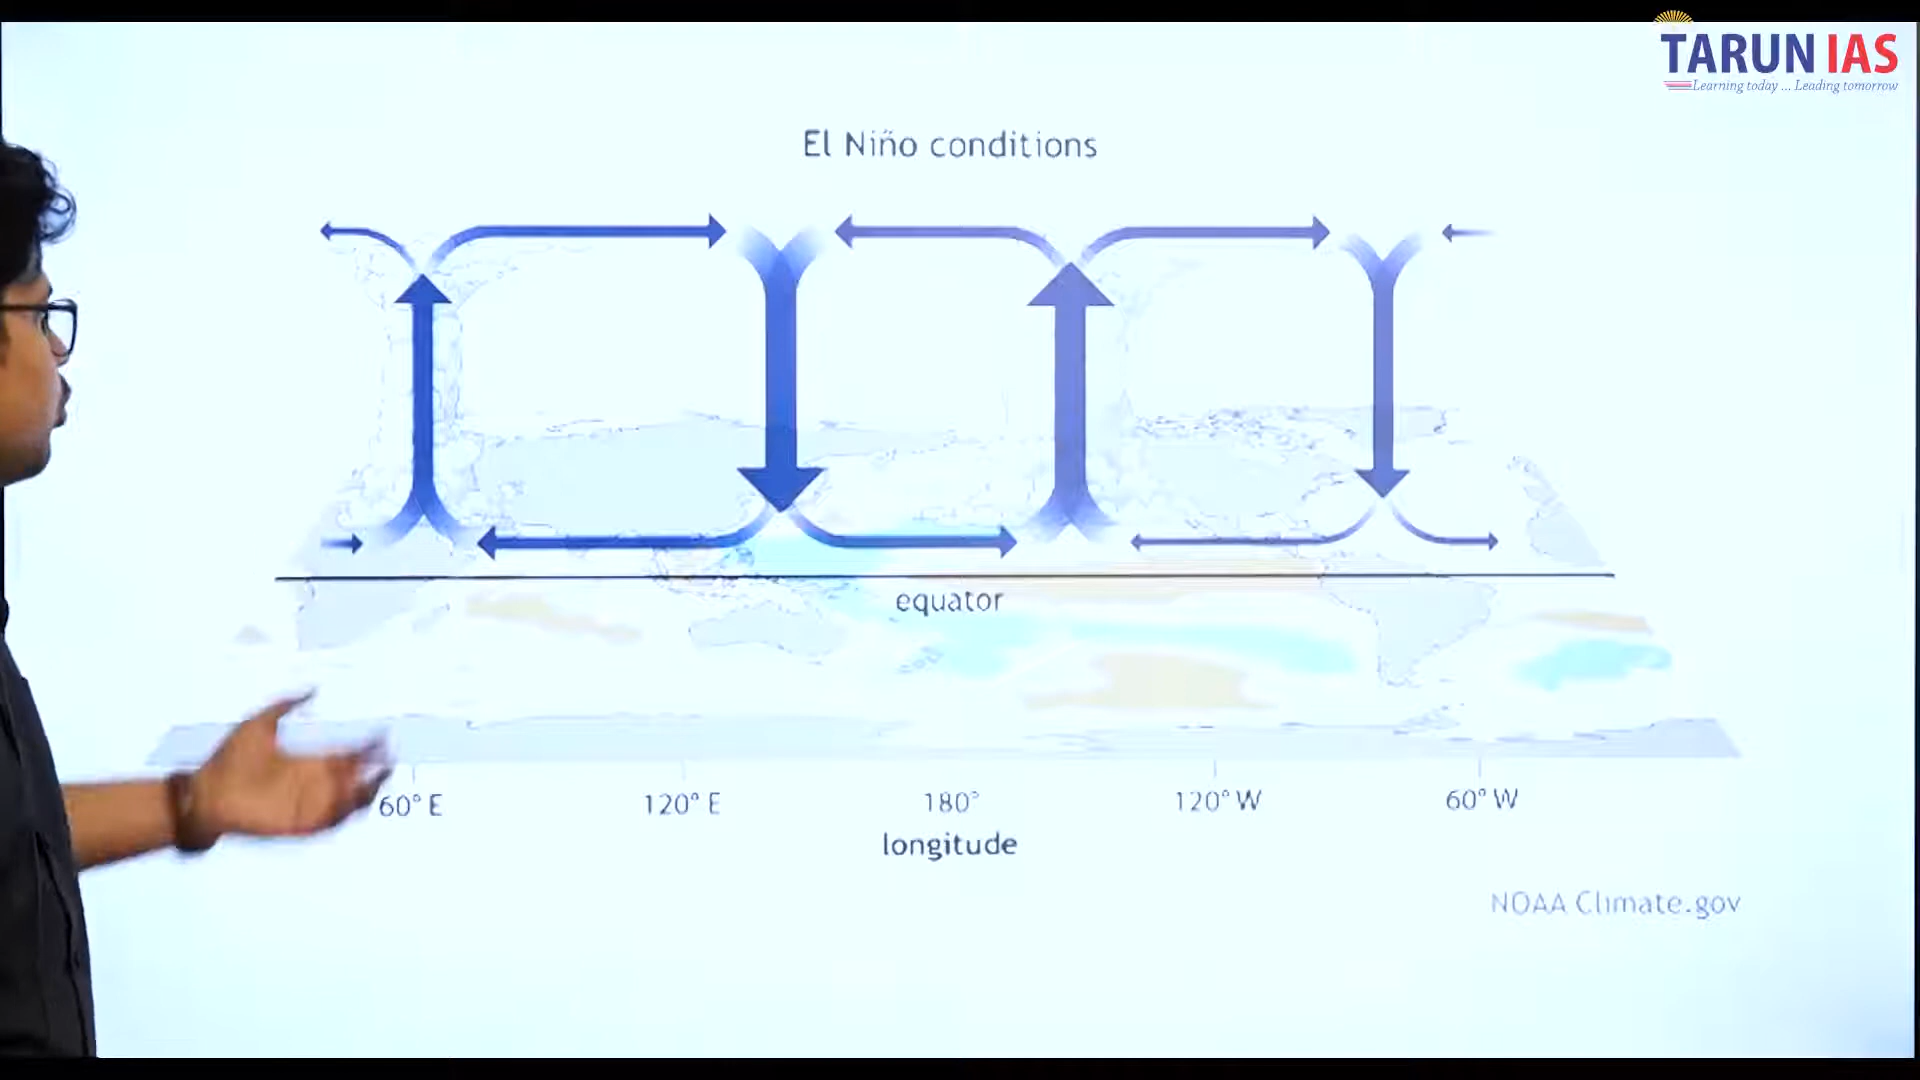 TARUN IAS
Learning today ... Leading tomorrow
El Niño conditions
equator
60° E
120° E
180°
120° W
60° W
longitude
NOAA Climate.gov